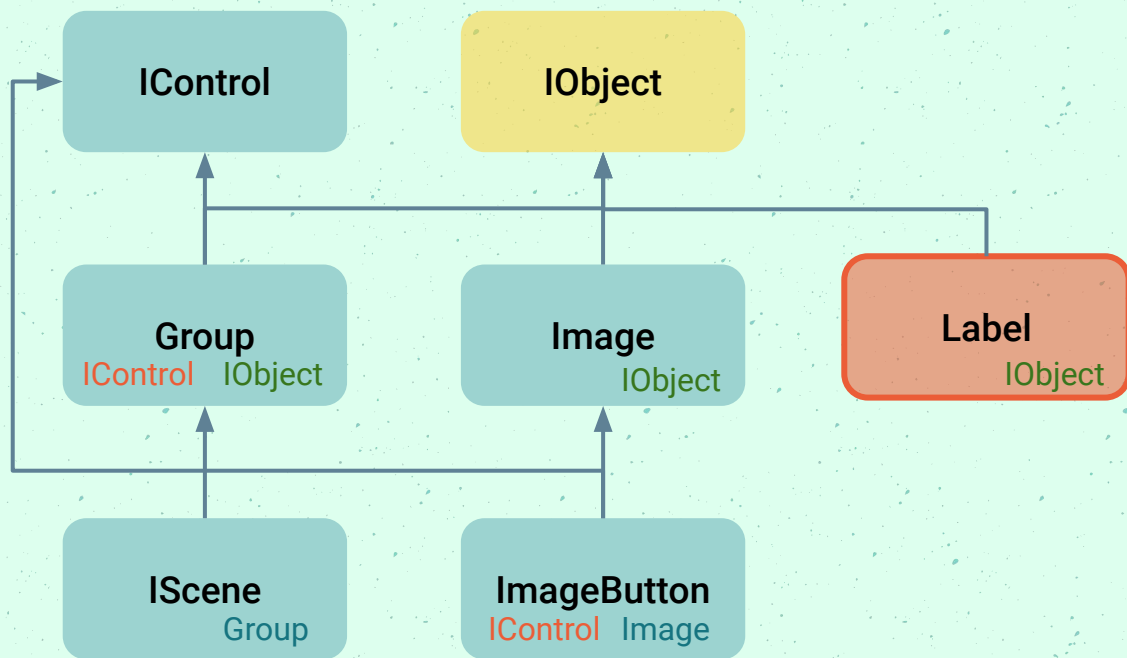 IControl
IObject
Group
IControl IObject
Image
IObject
Label
IObject
IScene
Group
ImageButton
IControl Image